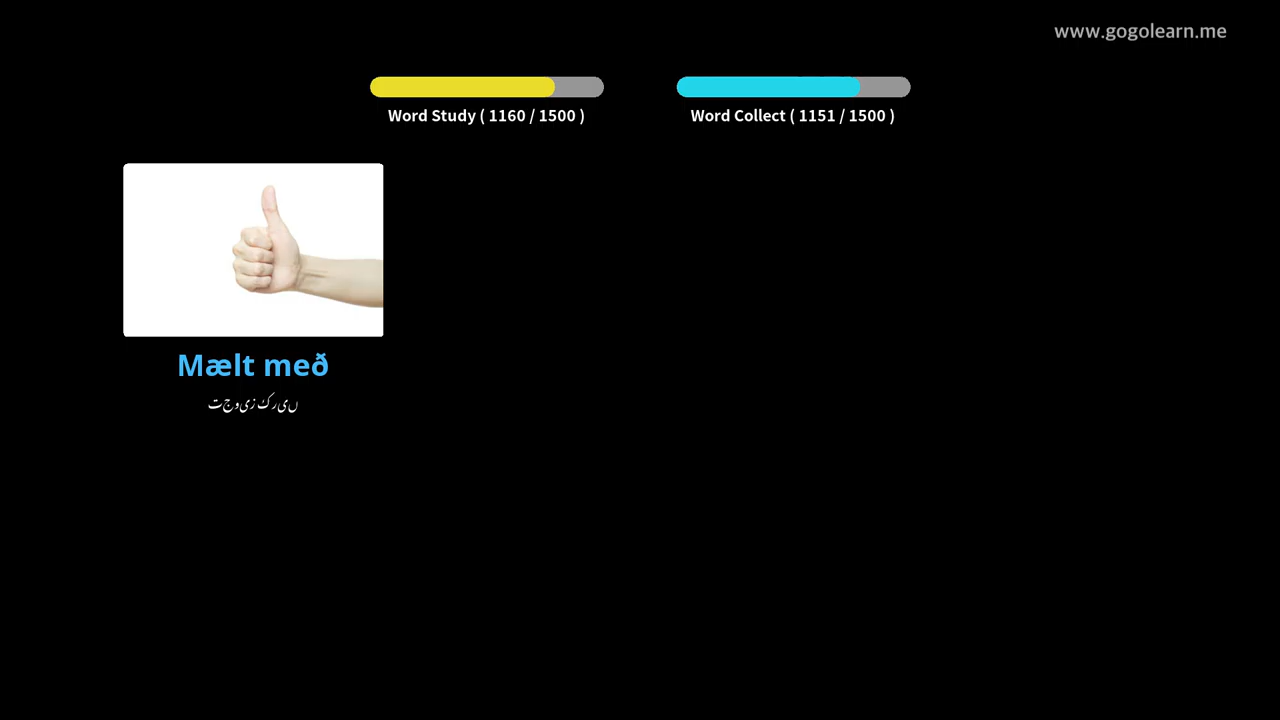 www.gogolearn.me
Word Study ( 1160 / 1500 )
Word Collect ( 1151 / 1500 )
Mælt með
تجویز کریں